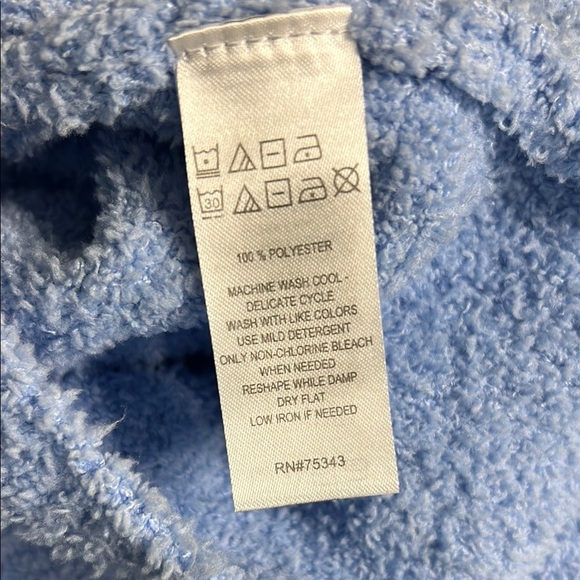 30
100 % POLYESTER
MACHINE WASH COOL -
DELICATE CYCLE
WASH WITH LIKE COLORS
USE MILD DETERGENT
ONLY NON-CHLORINE BLEACH
WHEN NEEDED
RESHAPE WHILE DAMP
DRY FLAT
LOW IRON IF NEEDED
RN#75343